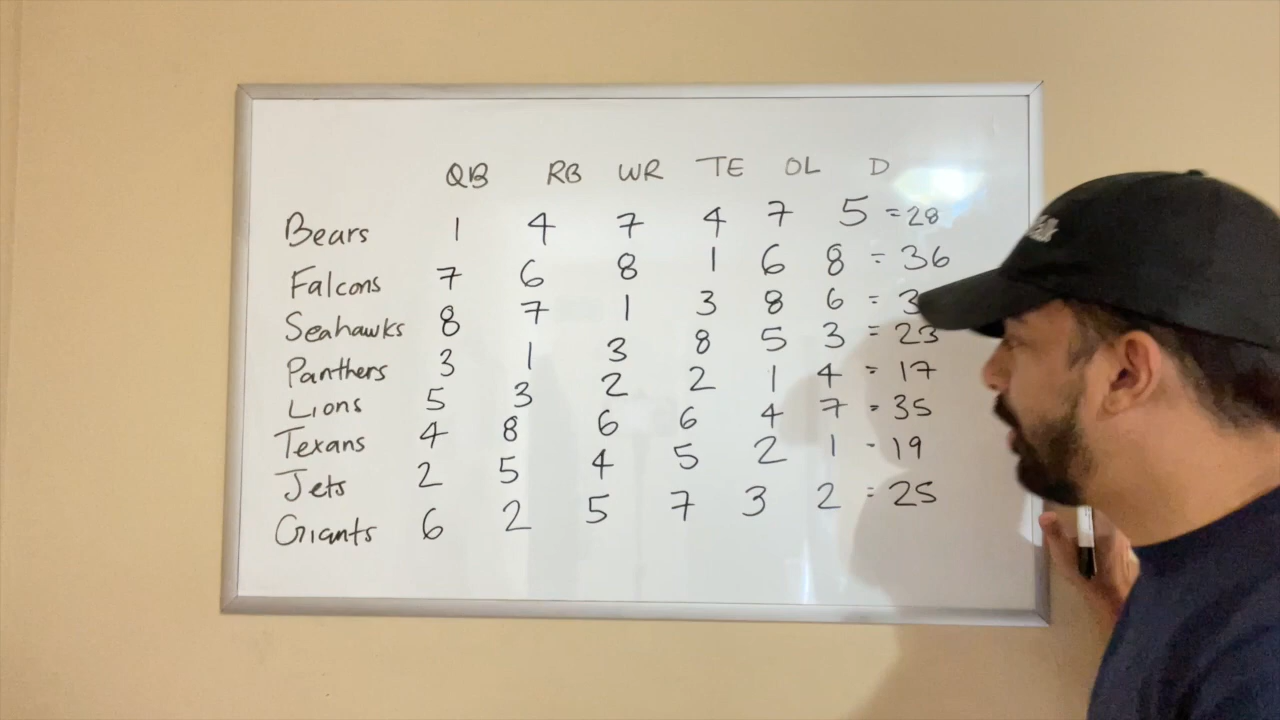 QB RB WR TE OL D
Bears 1 4 7 4 7 5 = 28
Falcons 7 6 8 1 6 8 = 36
Seahawks 8 7 1 3 8 6 = 3
Panthers 3 1 3 8 5 3 = 23
Lions 5 3 2 2 1 4 = 17
Texans 4 8 6 6 4 7 = 35
Jets 2 5 4 5 2 1 - 19
Giants 6 2 5 7 3 2 = 25